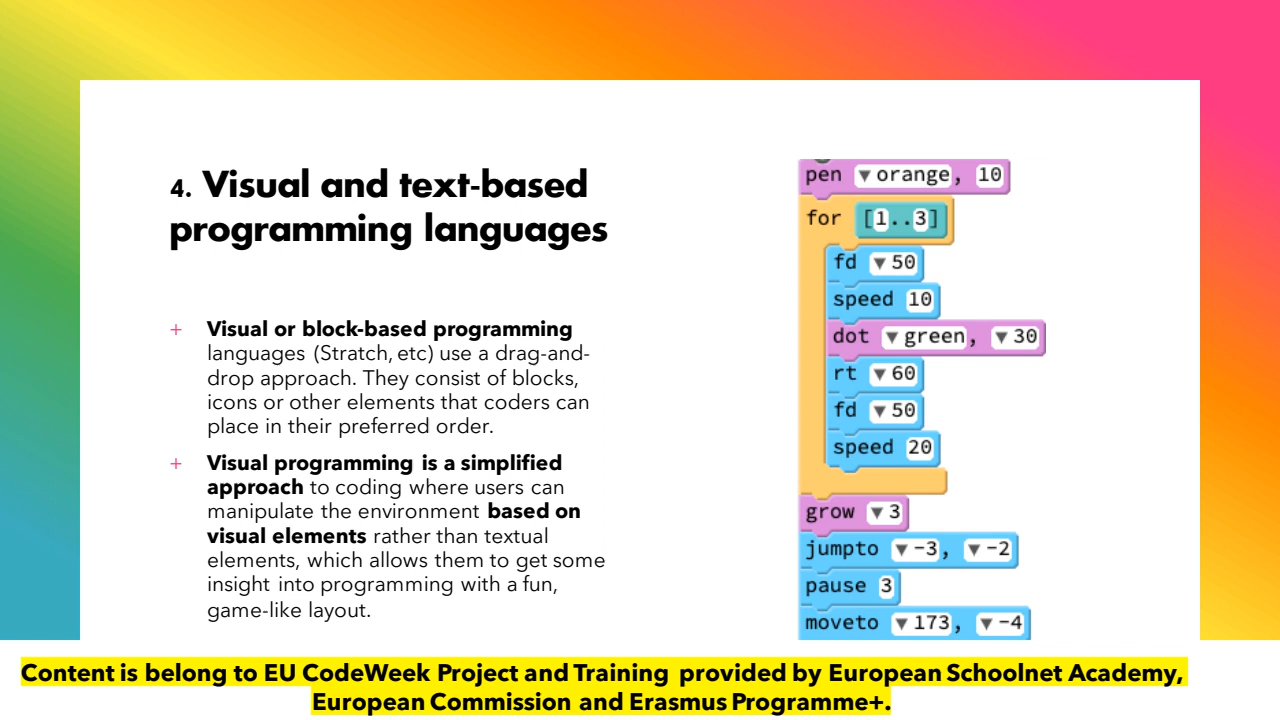 4. Visual and text-based
programming languages
+ Visual or block-based programming
languages (Stratch, etc) use a drag-and-
drop approach. They consist of blocks,
icons or other elements that coders can
place in their preferred order.
+ Visual programming is a simplified
approach to coding where users can
manipulate the environment based on
visual elements rather than textual
elements, which allows them to get some
insight into programming with a fun,
game-like layout.
pen ▼orange, 10
for [1..3]
fd ▼50
speed 10
dot ▼green, ▼30
rt ▼60
fd ▼50
speed 20
grow ▼3
jumpto ▼−3, ▼−2
pause 3
moveto ▼173, ▼−4
Content is belong to EU CodeWeek Project and Training provided by European Schoolnet Academy,
European Commission and Erasmus Programme+.